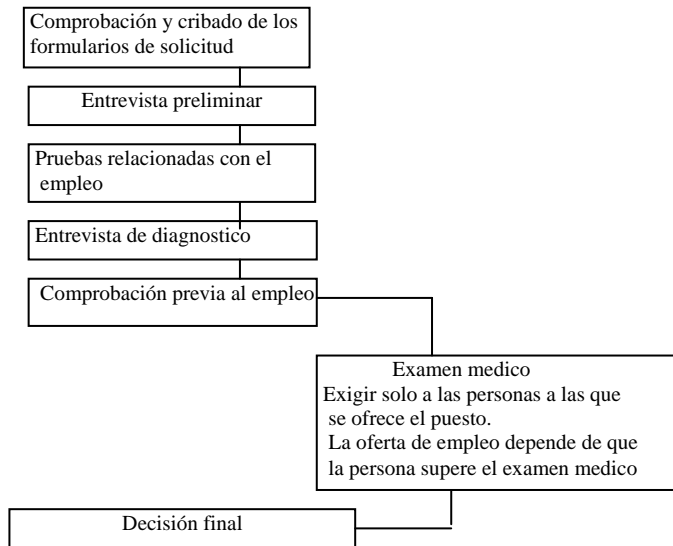 Comprobación y cribado de los
formularios de solicitud
Entrevista preliminar
Pruebas relacionadas con el
empleo
Entrevista de diagnostico
Comprobación previa al empleo
Examen medico
Exigir solo a las personas a las que
se ofrece el puesto.
La oferta de empleo depende de que
la persona supere el examen medico
Decisión final